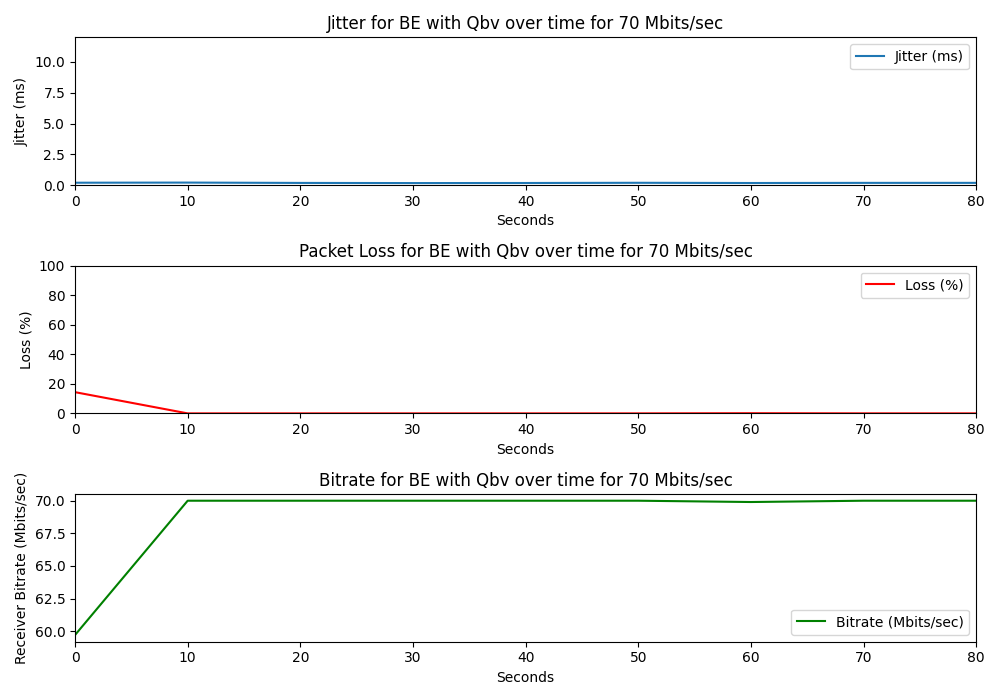 Jitter for BE with Qbv over time for 70 Mbits/sec
Jitter (ms)
10.0
7.5
5.0
2.5
0.0
Jitter (ms)
0 10 20 30 40 50 60 70 80
Seconds
Packet Loss for BE with Qbv over time for 70 Mbits/sec
Loss (%)
100
80
60
40
20
0
Loss (%)
0 10 20 30 40 50 60 70 80
Seconds
Bitrate for BE with Qbv over time for 70 Mbits/sec
Receiver Bitrate (Mbits/sec)
70.0
67.5
65.0
62.5
60.0
Bitrate (Mbits/sec)
0 10 20 30 40 50 60 70 80
Seconds